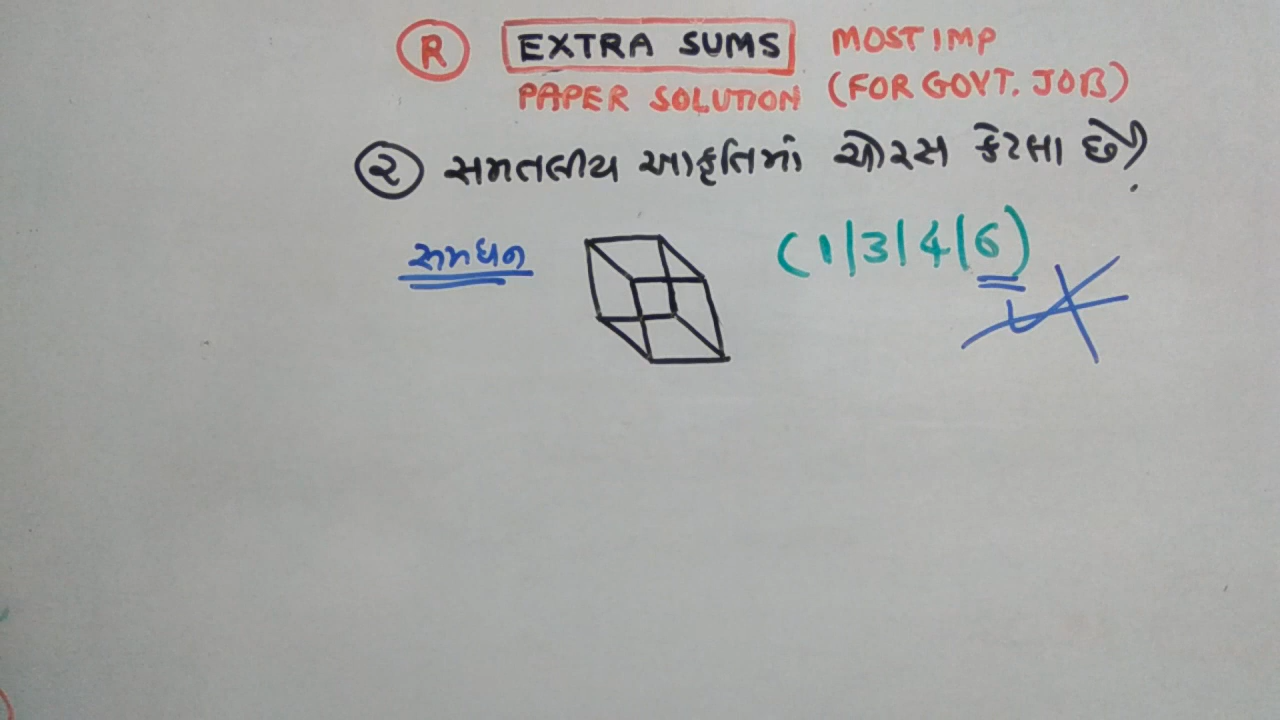 R EXTRA SUMS MOST IMP
PAPER SOLUTION (FOR GOVT. JOB)
૨ સમતલીય આકૃતિમાં ચોરસ કેટલા છે?
સમઘન (1/3/4/6)